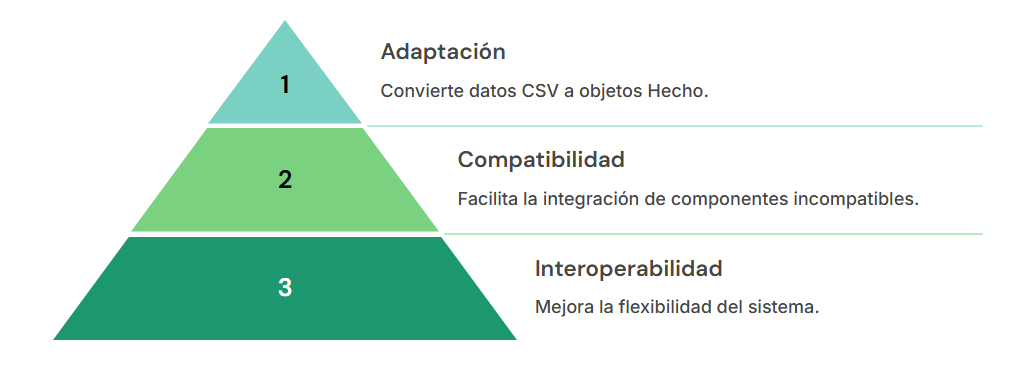 1
Adaptación
Convierte datos CSV a objetos Hecho.
2
Compatibilidad
Facilita la integración de componentes incompatibles.
3
Interoperabilidad
Mejora la flexibilidad del sistema.